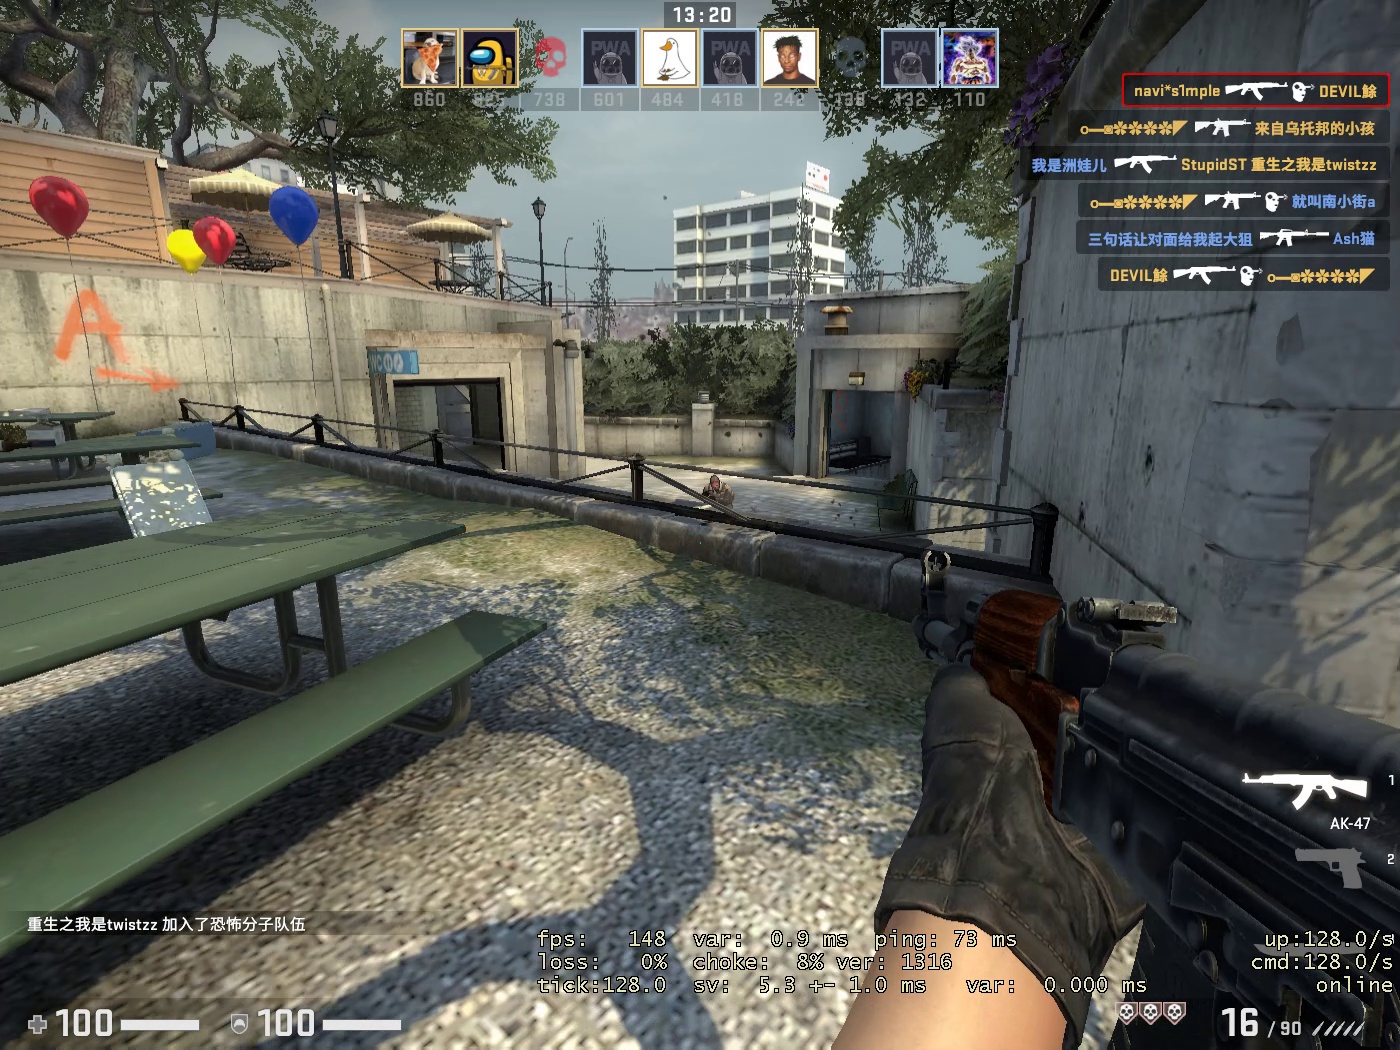 13:20
860 738 601 484 418 242 138 132 110
navi*s1mple DEVIL鮽
来自乌托邦的小孩
我是洲娃儿 StupidST 重生之我是twistzz
就叫南小街a
三句话让对面给我起大狙 Ash猫
DEVIL鮽
A
WC
1
AK-47
2
重生之我是twistzz 加入了恐怖分子队伍
fps: 148 var: 0.9 ms ping: 73 ms
loss: 0% choke: 8% ver: 1316
tick:128.0 sv: 5.3 +- 1.0 ms var: 0.000 ms
up:128.0/s
cmd:128.0/s
online
100 100
16 / 90